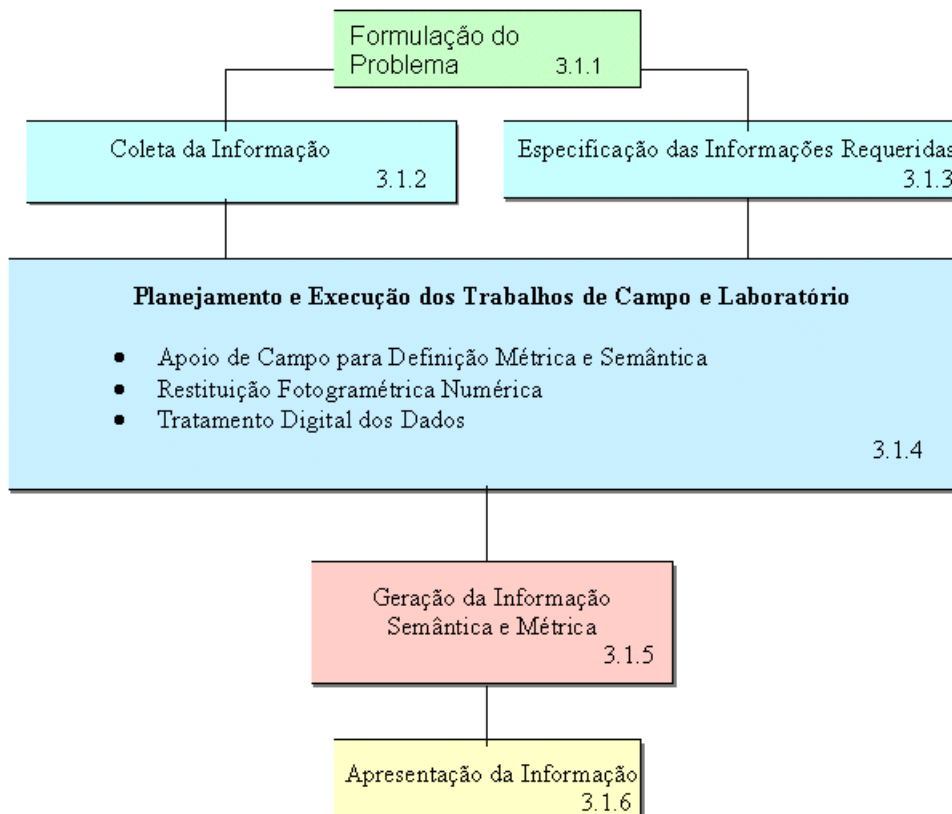 Formulação do
Problema 3.1.1
Coleta da Informação
3.1.2
Especificação das Informações Requeridas
3.1.3
Planejamento e Execução dos Trabalhos de Campo e Laboratório
• Apoio de Campo para Definição Métrica e Semântica
• Restituição Fotogramétrica Numérica
• Tratamento Digital dos Dados
3.1.4
Geração da Informação
Semântica e Métrica
3.1.5
Apresentação da Informação
3.1.6